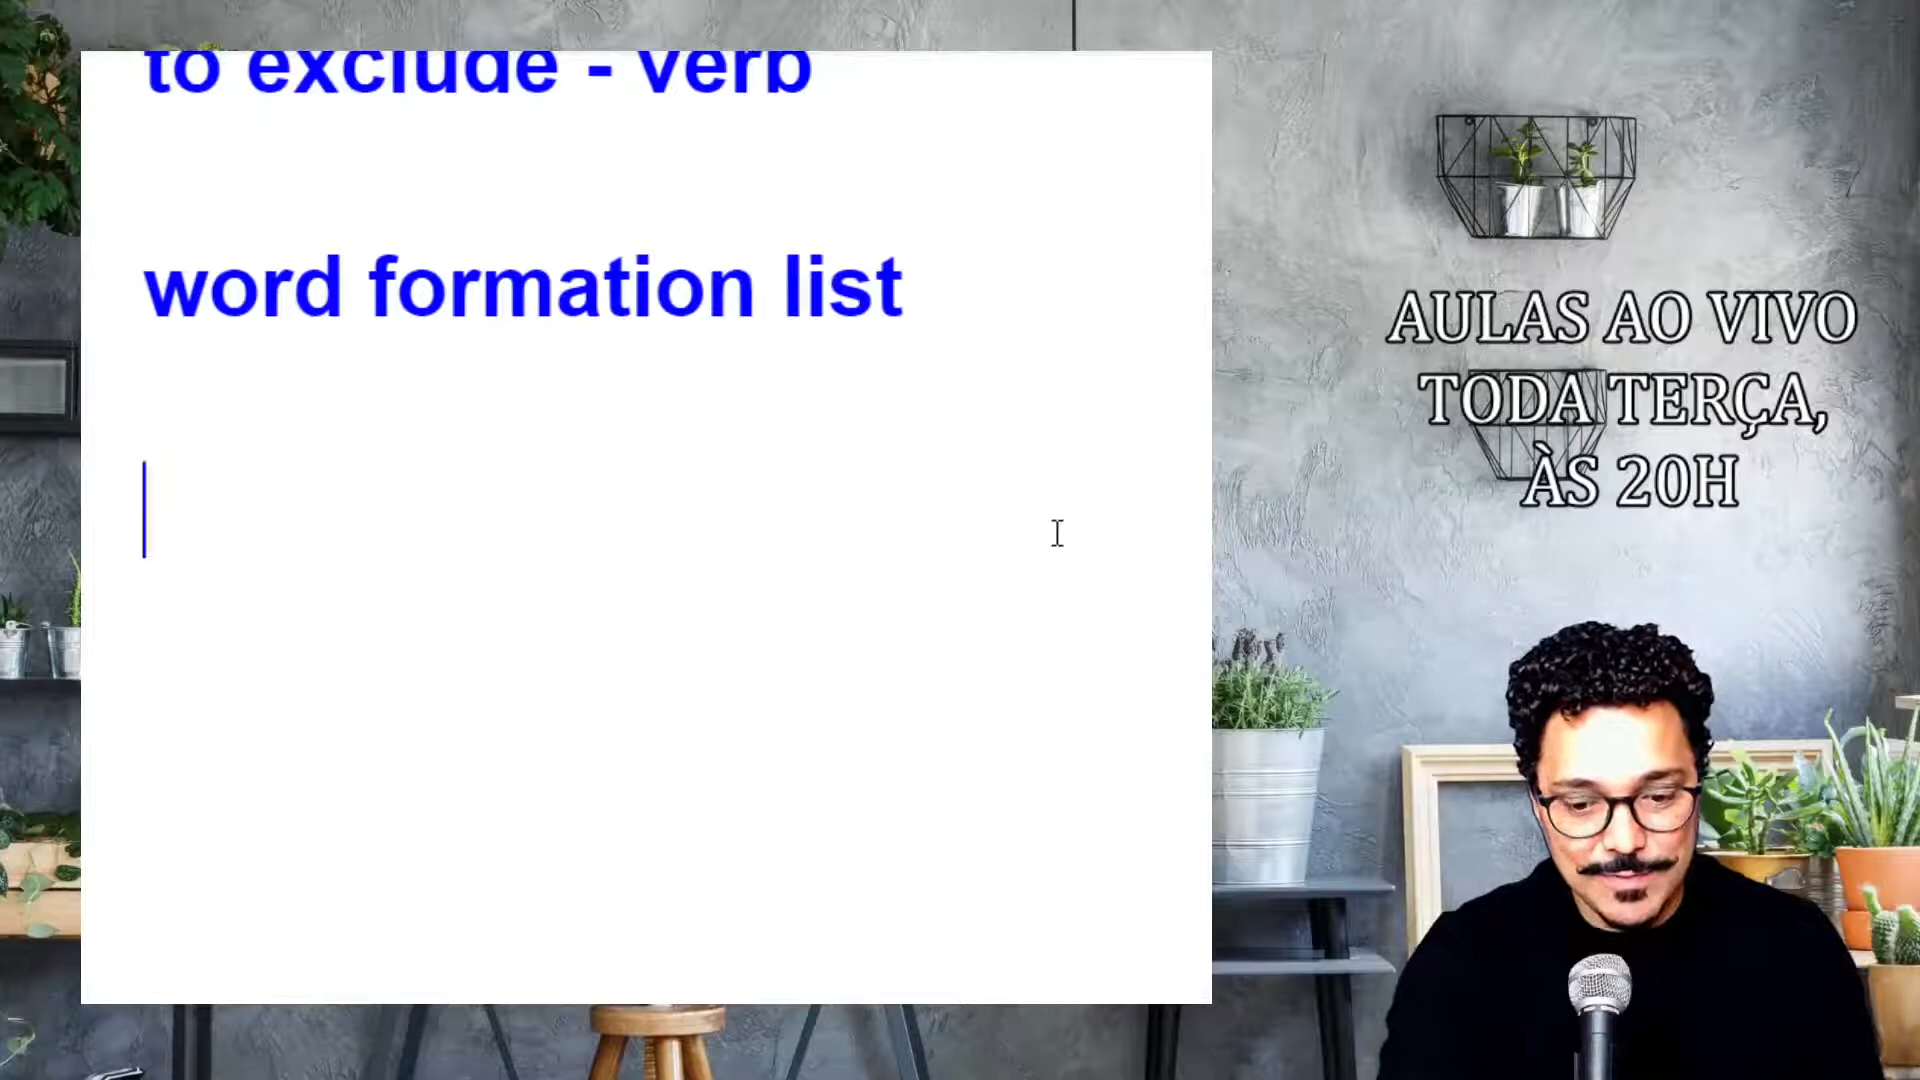 to exclude - verb
word formation list
AULAS AO VIVO
TODA TERÇA,
ÀS 20H